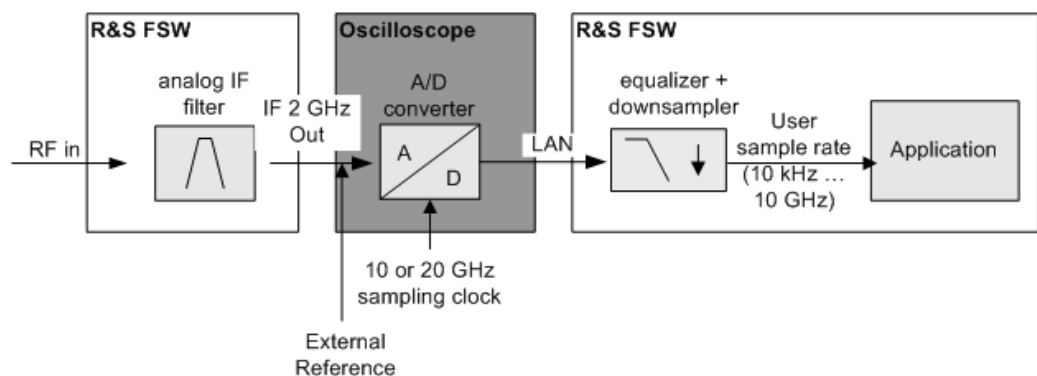 R&S FSW
Oscilloscope
R&S FSW
analog IF
filter
IF 2 GHz
Out
A/D
converter
equalizer +
downsampler
User
sample rate
(10 kHz ...
10 GHz)
RF in
A
D
LAN
Application
10 or 20 GHz
sampling clock
External
Reference